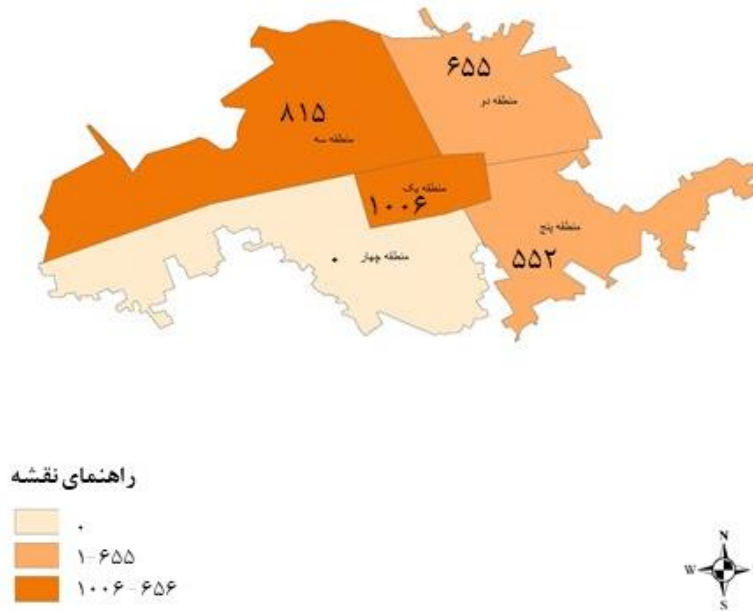 ۶۵۵
منطقه دو
۸۱۵
منطقه سه
منطقه یک
۱۰۰۶
منطقه پنج
۵۵۲
منطقه چهار
۰
راهنمای نقشه
۰
۱-۶۵۵
۱۰۰۶-۶۵۶
N
W
S